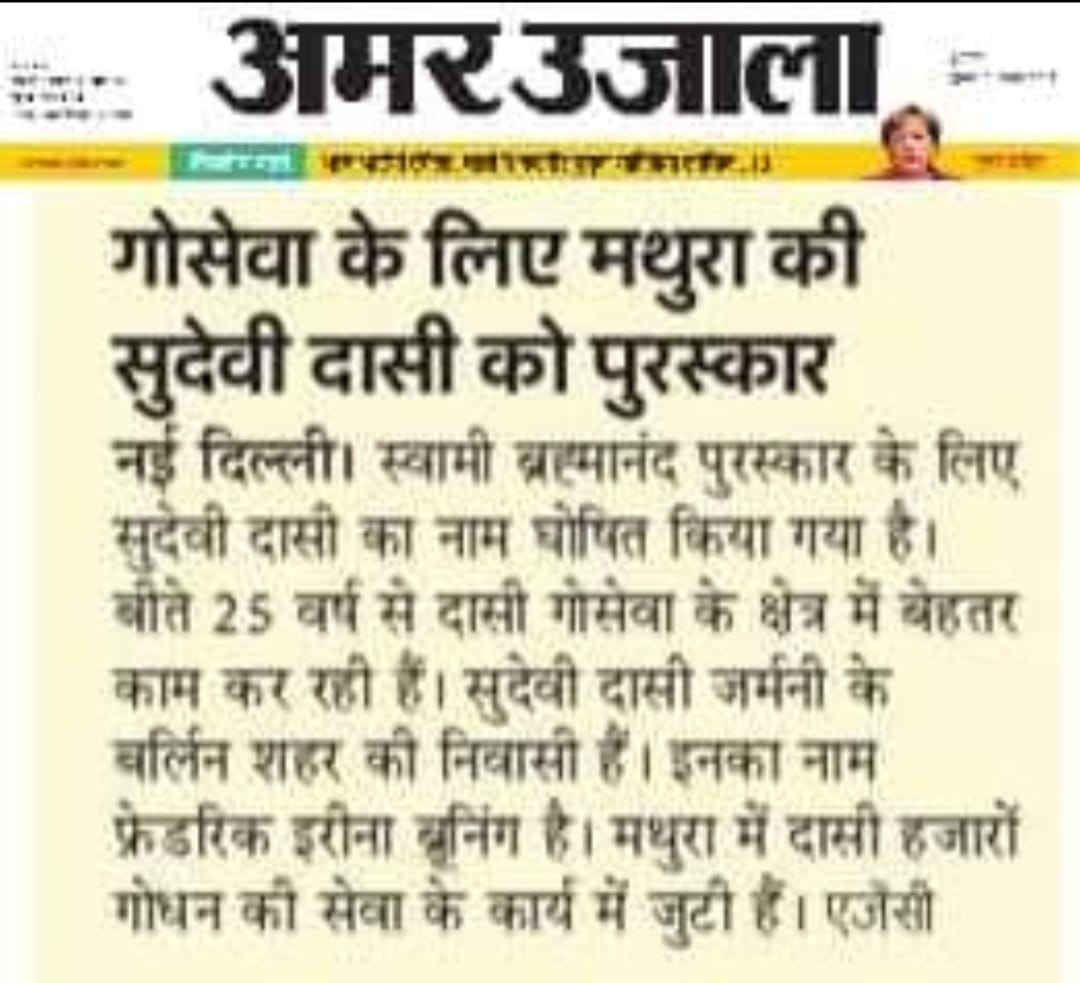 अमर उजाला
गोसेवा के लिए मथुरा की
सुदेवी दासी को पुरस्कार
नई दिल्ली। स्वामी ब्रह्मानंद पुरस्कार के लिए
सुदेवी दासी का नाम घोषित किया गया है।
बीते 25 वर्ष से दासी गोसेवा के क्षेत्र में बेहतर
काम कर रही हैं। सुदेवी दासी जर्मनी के
बर्लिन शहर की निवासी हैं। इनका नाम
फ्रेडरिक इरीना ब्रूनिंग है। मथुरा में दासी हजारों
गोधन की सेवा के कार्य में जुटी हैं। एजेंसी